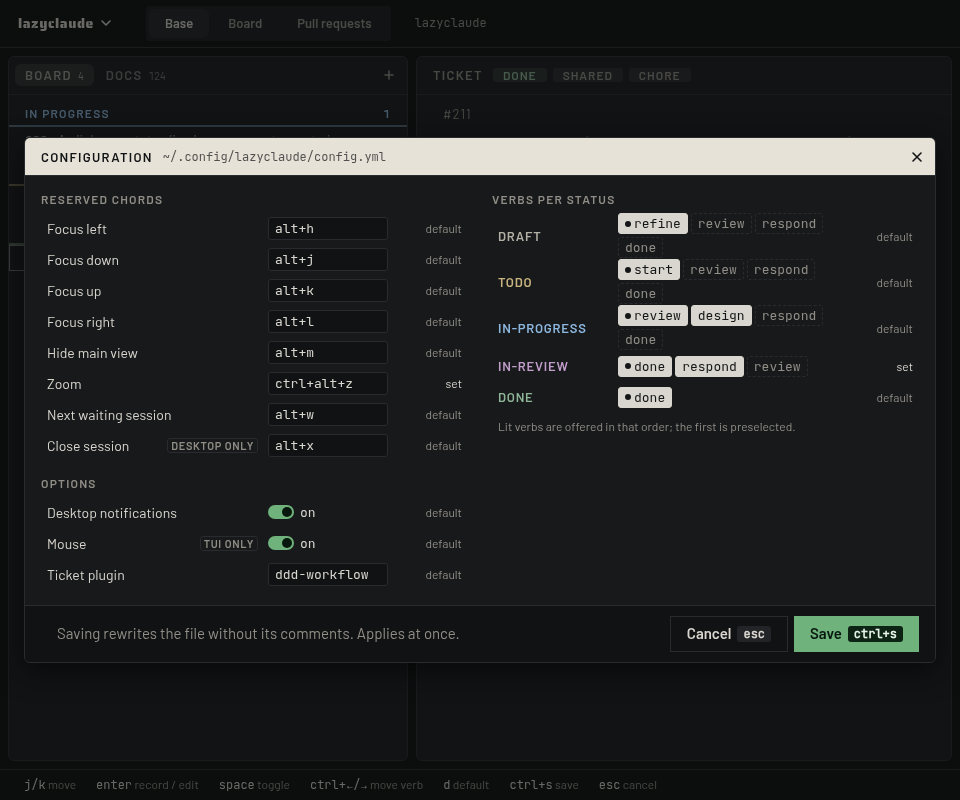 lazyclaude
Base Board Pull requests lazyclaude
BOARD 4 DOCS 124 +
TICKET DONE SHARED CHORE
IN PROGRESS 1
#211
CONFIGURATION ~/.config/lazyclaude/config.yml
RESERVED CHORDS
Focus left alt+h default
Focus down alt+j default
Focus up alt+k default
Focus right alt+l default
Hide main view alt+m default
Zoom ctrl+alt+z set
Next waiting session alt+w default
Close session DESKTOP ONLY alt+x default
OPTIONS
Desktop notifications on default
Mouse TUI ONLY on default
Ticket plugin ddd-workflow default
VERBS PER STATUS
DRAFT refine review respond default
done
TODO start review respond default
done
IN-PROGRESS review design respond default
done
IN-REVIEW done respond review set
DONE done default
Lit verbs are offered in that order; the first is preselected.
Saving rewrites the file without its comments. Applies at once.
Cancel esc Save ctrl+s
j/k move enter record / edit space toggle ctrl+←/→ move verb d default ctrl+s save esc cancel